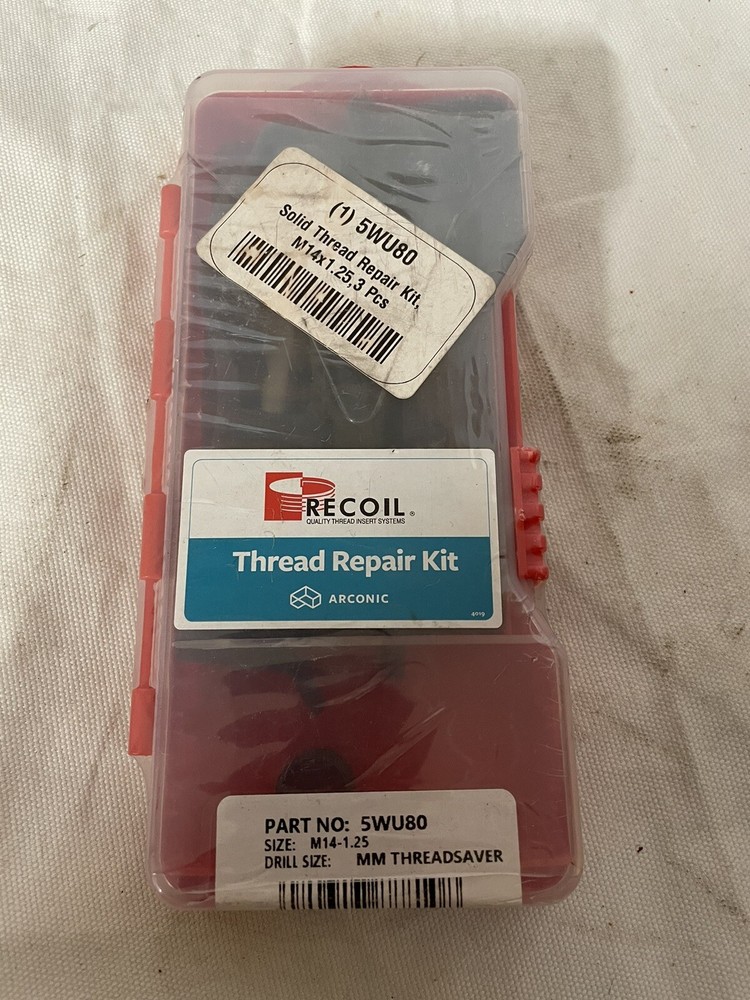 (1) 5WU80
Solid Thread Repair Kit,
M14x1.25,3 Pcs
RECOIL®
QUALITY THREAD INSERT SYSTEMS
Thread Repair Kit
ARCONIC
4019
PART NO: 5WU80
SIZE: M14-1.25
DRILL SIZE: MM THREADSAVER